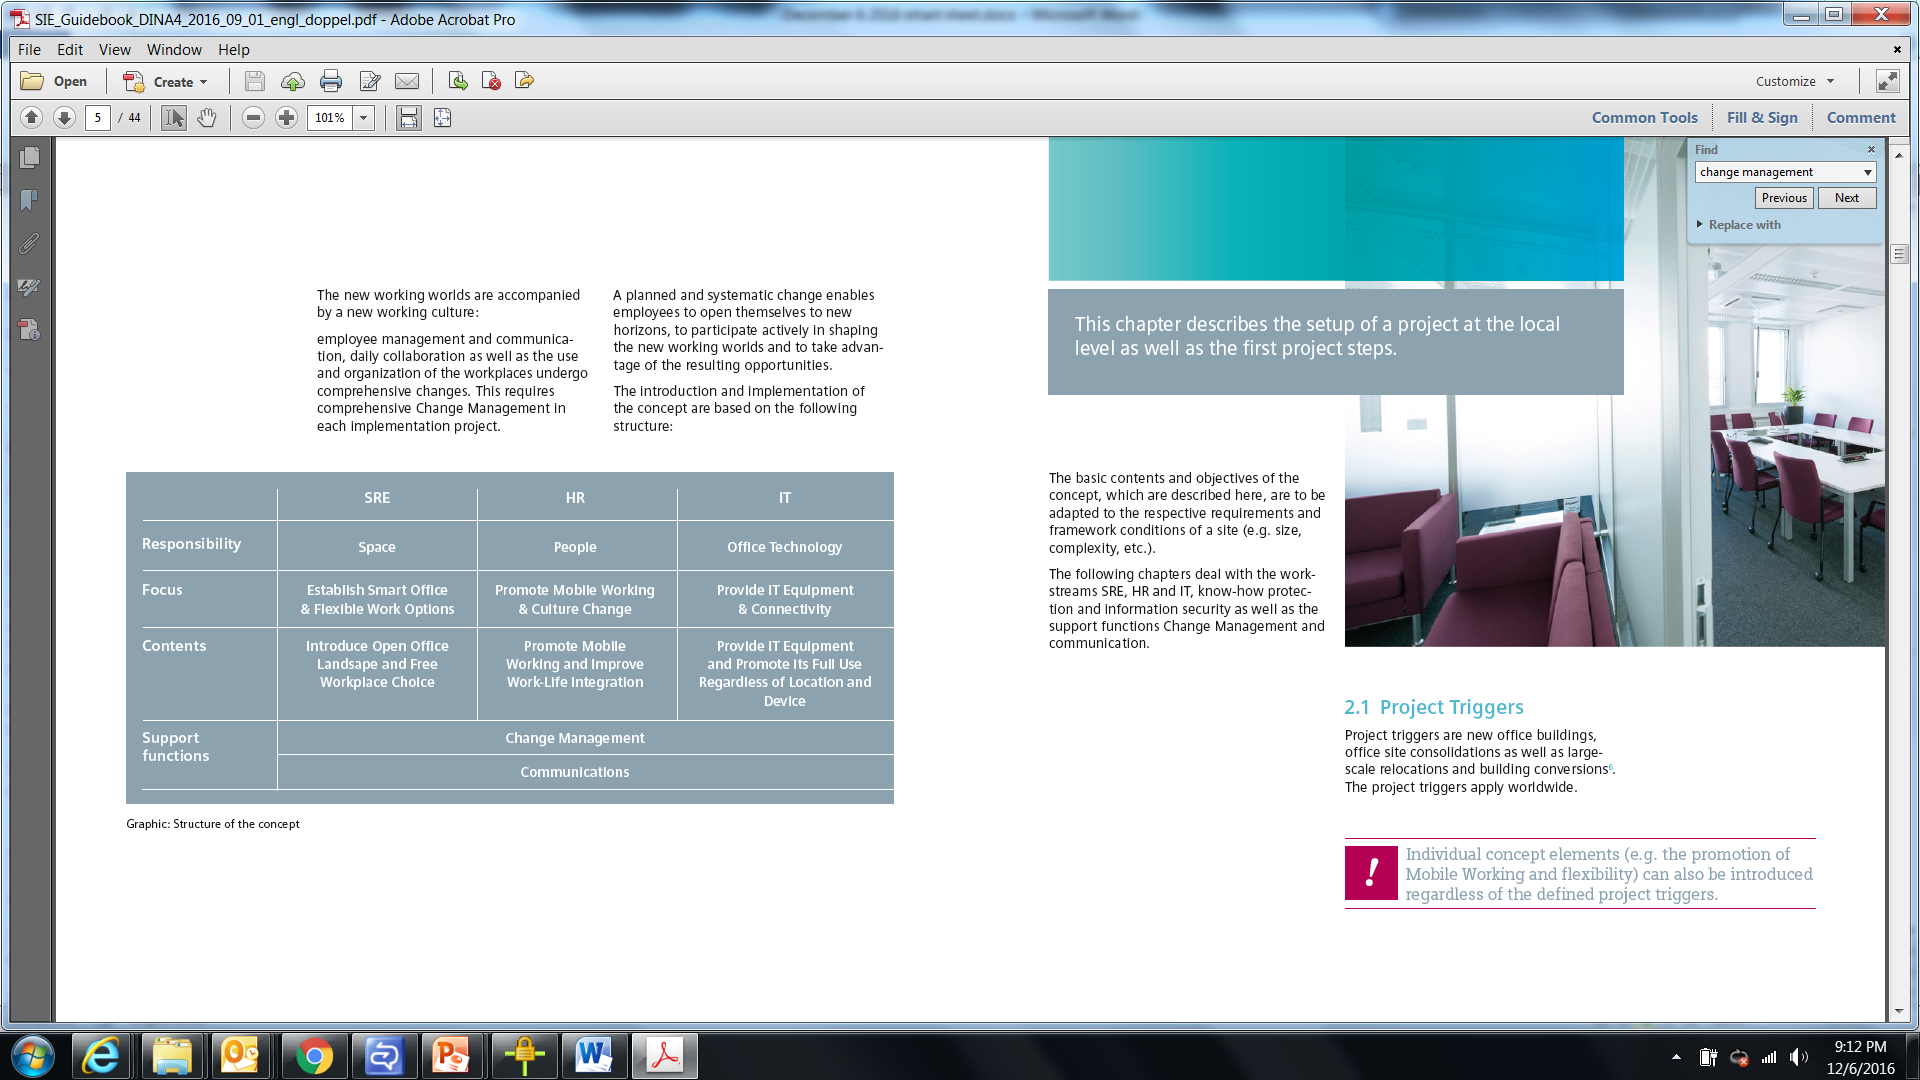 SIE_Guidebook_DINA4_2016_09_01_engl_doppel.pdf - Adobe Acrobat Pro
File Edit View Window Help
Open Create Customize
5 / 44 101% Common Tools Fill & Sign Comment
Find
change management
Previous Next
Replace with
The new working worlds are accompanied
by a new working culture:
employee management and communica-
tion, daily collaboration as well as the use
and organization of the workplaces undergo
comprehensive changes. This requires
comprehensive Change Management in
each implementation project.
A planned and systematic change enables
employees to open themselves to new
horizons, to participate actively in shaping
the new working worlds and to take advan-
tage of the resulting opportunities.
The introduction and implementation of
the concept are based on the following
structure:
SRE HR IT
Responsibility Space People Office Technology
Focus
Establish Smart Office
& Flexible Work Options
Promote Mobile Working
& Culture Change
Provide IT Equipment
& Connectivity
Contents
Introduce Open Office
Landsape and Free
Workplace Choice
Promote Mobile
Working and Improve
Work-Life Integration
Provide IT Equipment
and Promote its Full Use
Regardless of Location and
Device
Support
functions
Change Management
Communications
Graphic: Structure of the concept
This chapter describes the setup of a project at the local
level as well as the first project steps.
The basic contents and objectives of the
concept, which are described here, are to be
adapted to the respective requirements and
framework conditions of a site (e.g. size,
complexity, etc.).
The following chapters deal with the work-
streams SRE, HR and IT, know-how protec-
tion and information security as well as the
support functions Change Management and
communication.
2.1 Project Triggers
Project triggers are new office buildings,
office site consolidations as well as large-
scale relocations and building conversions⁶.
The project triggers apply worldwide.
!
Individual concept elements (e.g. the promotion of
Mobile Working and flexibility) can also be introduced
regardless of the defined project triggers.
9:12 PM
12/6/2016